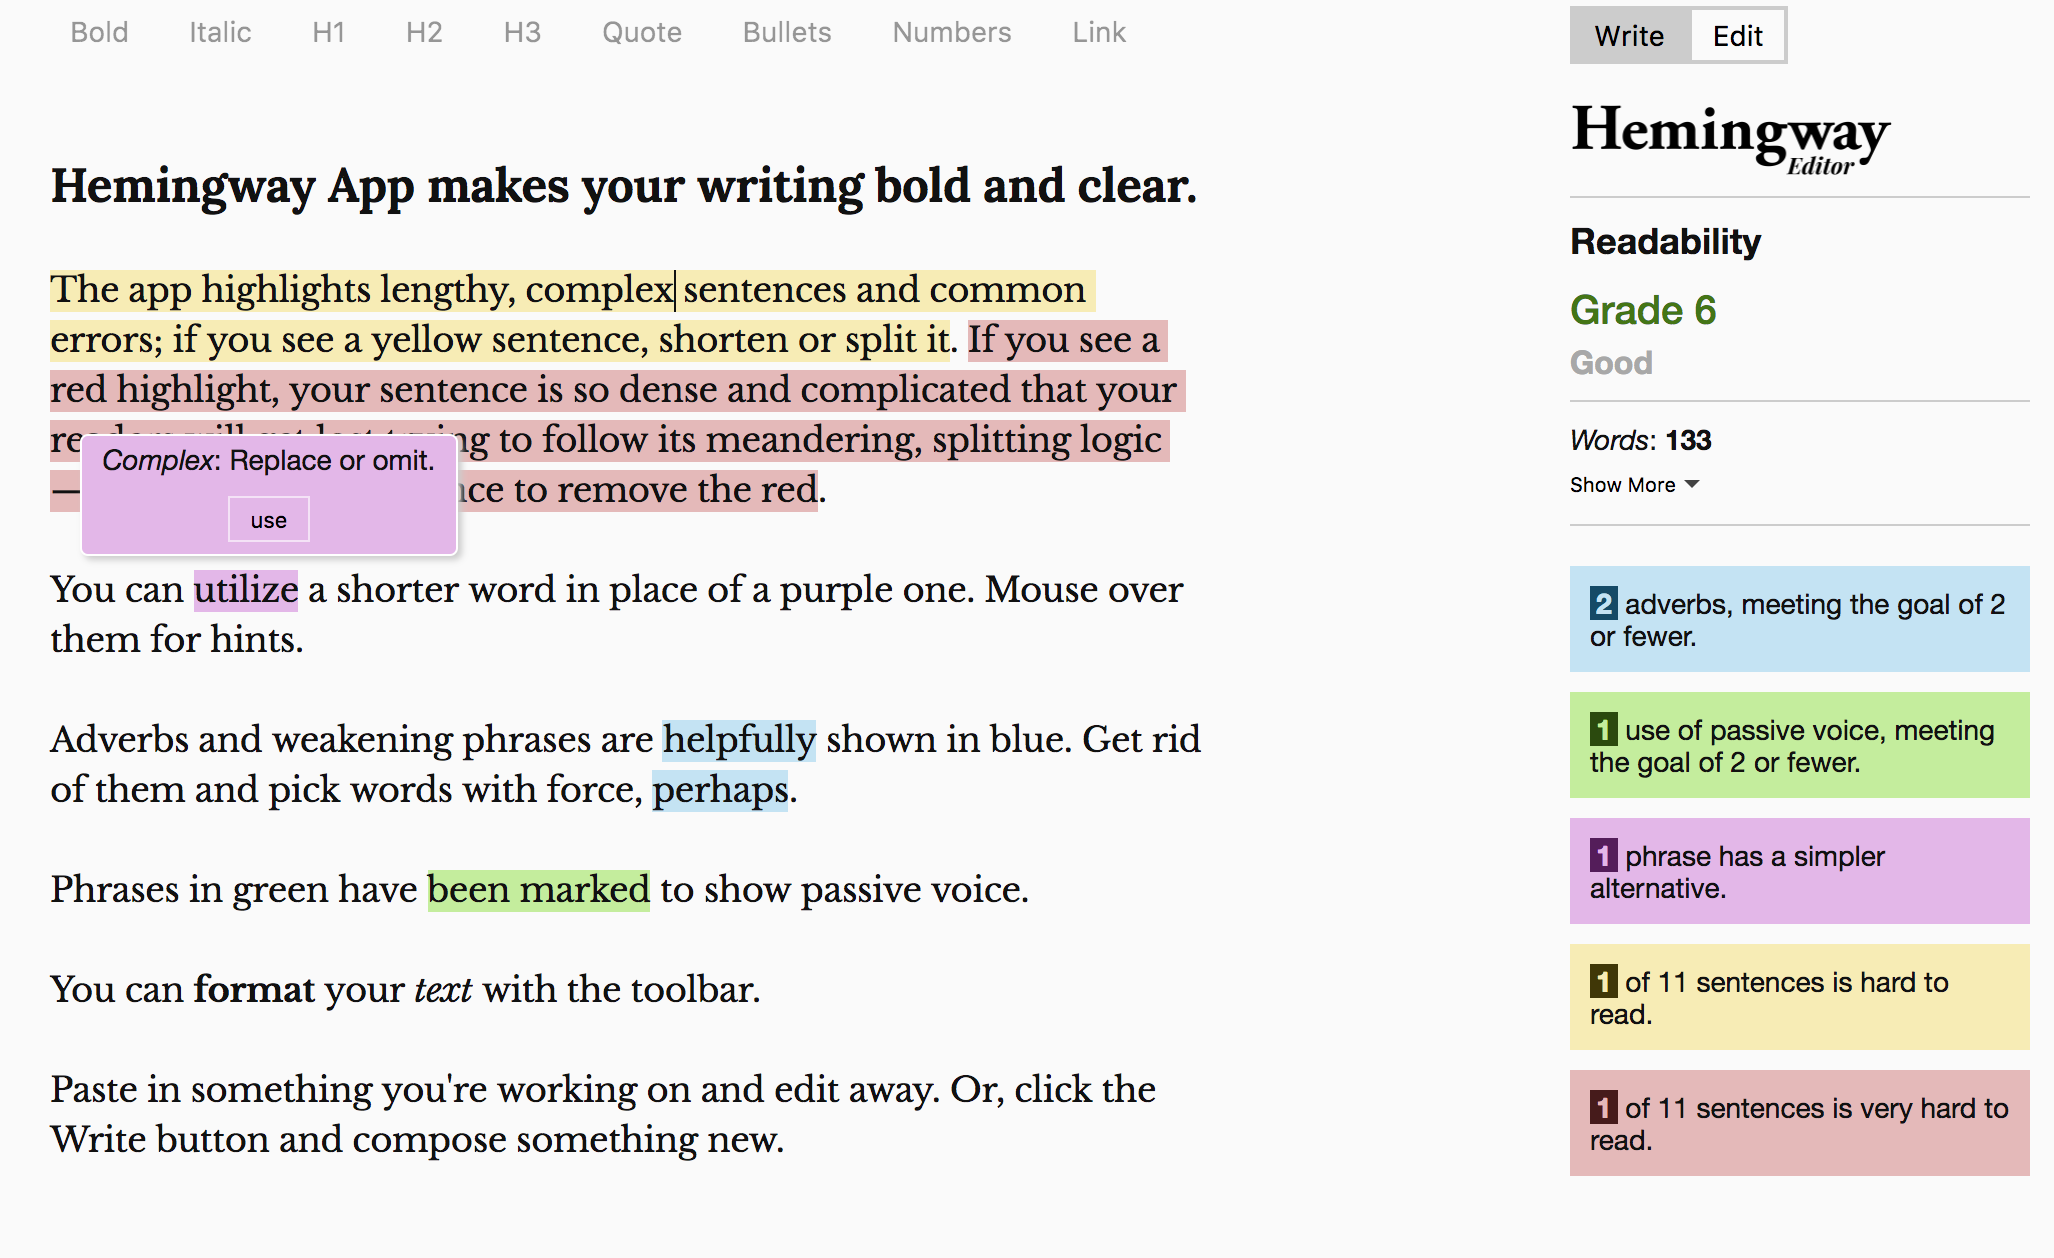 Bold Italic H1 H2 H3 Quote Bullets Numbers Link
Write Edit
Hemingway
Editor
Hemingway App makes your writing bold and clear.
The app highlights lengthy, complex sentences and common
errors; if you see a yellow sentence, shorten or split it. If you see a
red highlight, your sentence is so dense and complicated that your
to follow its meandering, splitting logic
— to remove the red.
Complex: Replace or omit.
use
You can utilize a shorter word in place of a purple one. Mouse over
them for hints.
Adverbs and weakening phrases are helpfully shown in blue. Get rid
of them and pick words with force, perhaps.
Phrases in green have been marked to show passive voice.
You can format your text with the toolbar.
Paste in something you're working on and edit away. Or, click the
Write button and compose something new.
Readability
Grade 6
Good
Words: 133
Show More
2 adverbs, meeting the goal of 2
or fewer.
1 use of passive voice, meeting
the goal of 2 or fewer.
1 phrase has a simpler
alternative.
1 of 11 sentences is hard to
read.
1 of 11 sentences is very hard to
read.